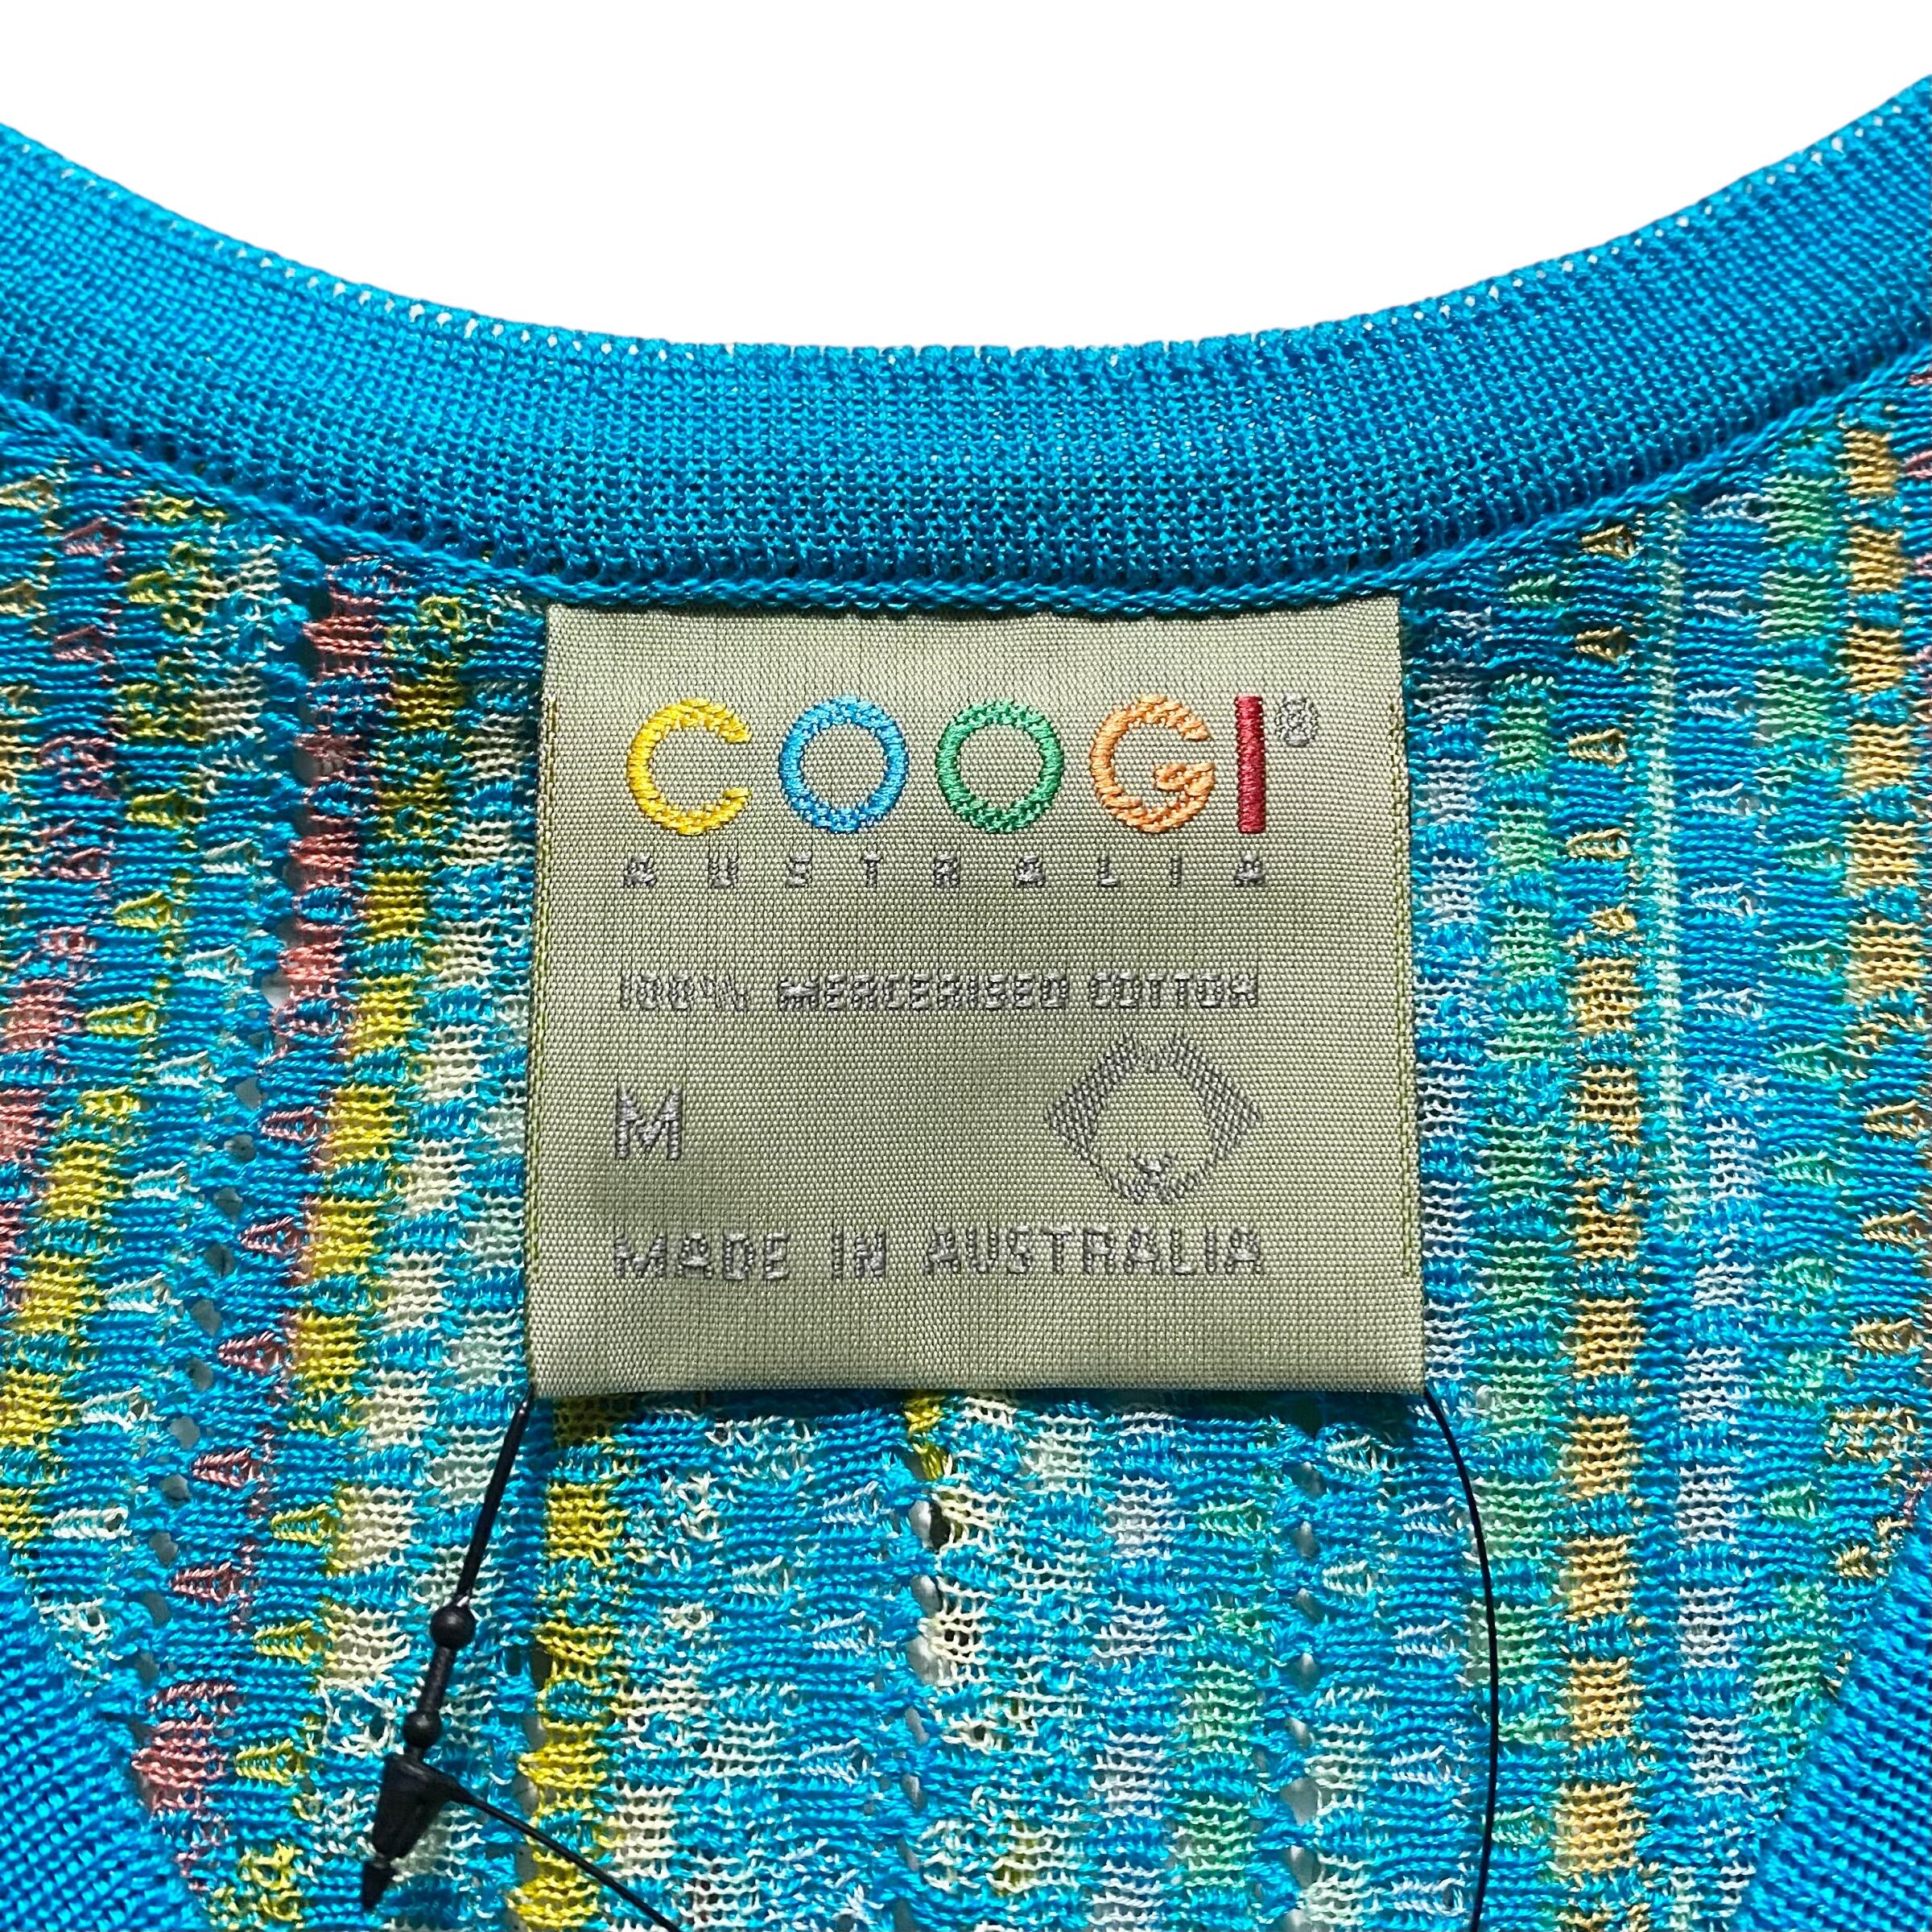 COOGI®
AUSTRALIA
100% MERCERISED COTTON
M
MADE IN AUSTRALIA